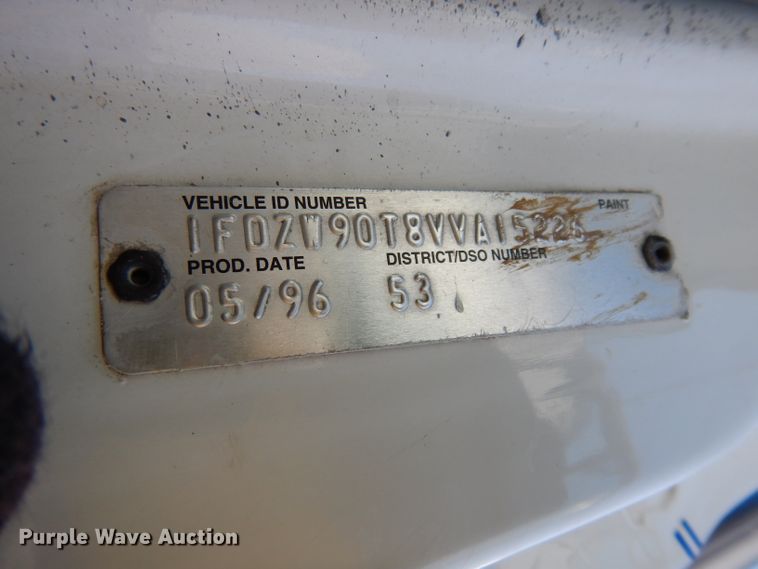 VEHICLE ID NUMBER PAINT
1FDZW90T8VVA15226
PROD. DATE DISTRICT/DSO NUMBER
05/96 53
Purple Wave Auction